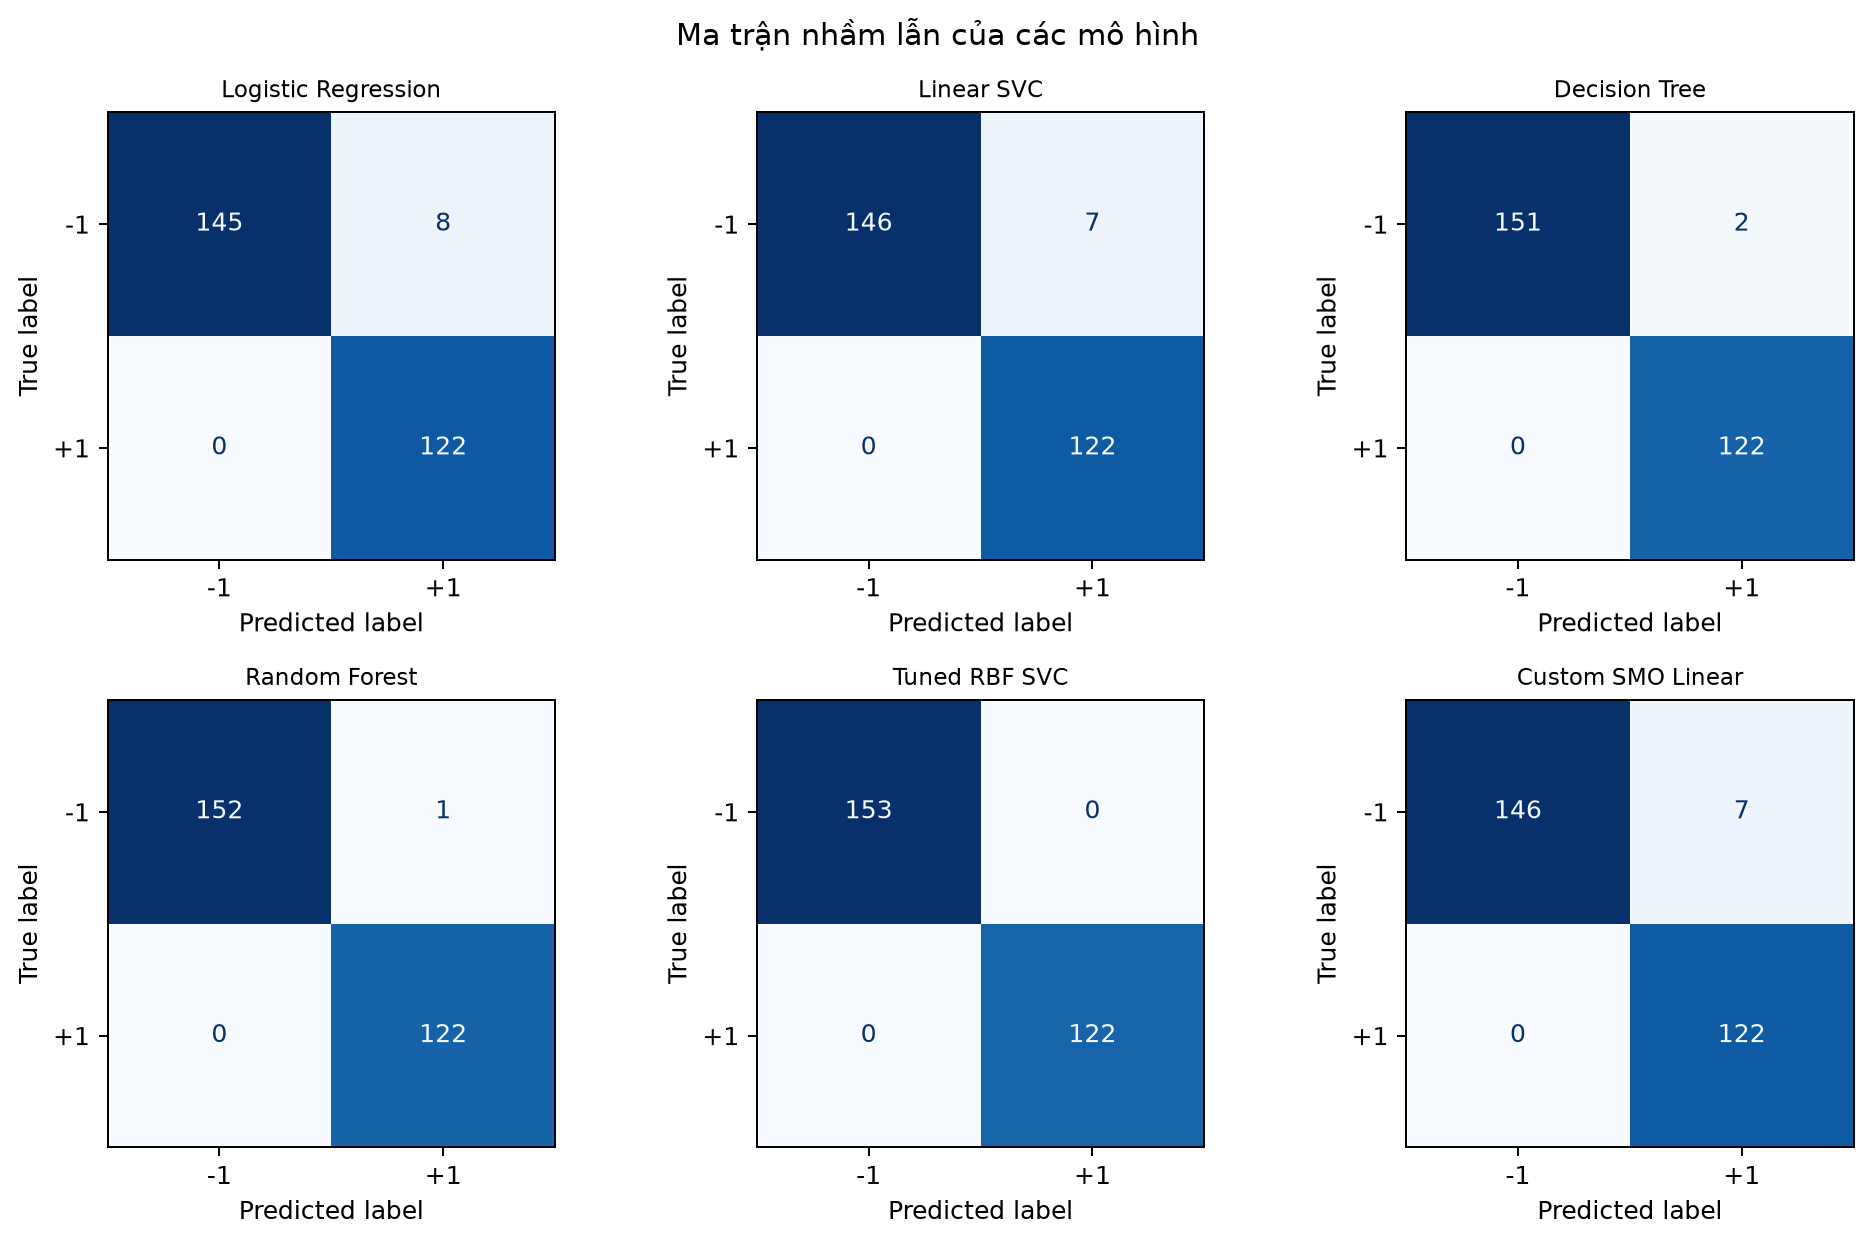 Ma trận nhầm lẫn của các mô hình
Logistic Regression
145 8
0 122
-1
+1
True label
-1 +1
Predicted label
Linear SVC
146 7
0 122
-1
+1
True label
-1 +1
Predicted label
Decision Tree
151 2
0 122
-1
+1
True label
-1 +1
Predicted label
Random Forest
152 1
0 122
-1
+1
True label
-1 +1
Predicted label
Tuned RBF SVC
153 0
0 122
-1
+1
True label
-1 +1
Predicted label
Custom SMO Linear
146 7
0 122
-1
+1
True label
-1 +1
Predicted label